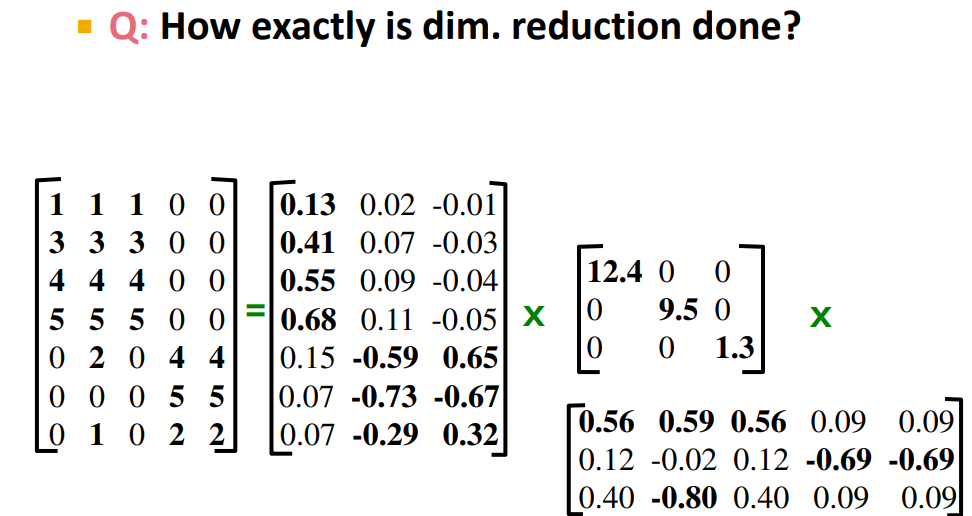 Q: How exactly is dim. reduction done?
1 1 1 0 0
3 3 3 0 0
4 4 4 0 0
5 5 5 0 0
0 2 0 4 4
0 0 0 5 5
0 1 0 2 2
=
0.13 0.02 -0.01
0.41 0.07 -0.03
0.55 0.09 -0.04
0.68 0.11 -0.05
0.15 -0.59 0.65
0.07 -0.73 -0.67
0.07 -0.29 0.32
x
12.4 0 0
0 9.5 0
0 0 1.3
x
0.56 0.59 0.56 0.09 0.09
0.12 -0.02 0.12 -0.69 -0.69
0.40 -0.80 0.40 0.09 0.09